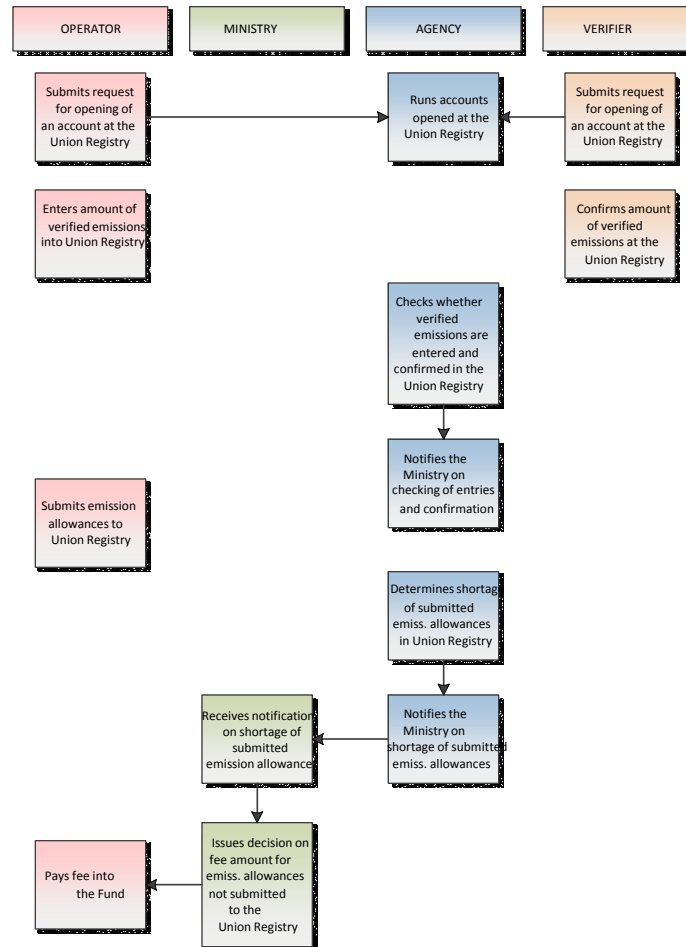 OPERATOR
MINISTRY
AGENCY
VERIFIER
Submits request
for opening of
an account at the
Union Registry
Runs accounts
opened at the
Union Registry
Submits request
for opening of
an account at the
Union Registry
Enters amount of
verified emissions
into Union Registry
Confirms amount
of verified
emissions at the
Union Registry
Checks whether
verified
emissions are
entered and
confirmed in the
Union Registry
Notifies the
Ministry on
checking of entries
and confirmation
Submits emission
allowances to
Union Registry
Determines shortag
of submitted
emiss. allowances
in Union Registry
Receives notification
on shortage of
submitted
emission allowance
Notifies the
Ministry on
shortage of submitted
emiss. allowances
Issues decision on
fee amount for
emiss. allowances
not submitted
to the
Union Registry
Pays fee into
the Fund